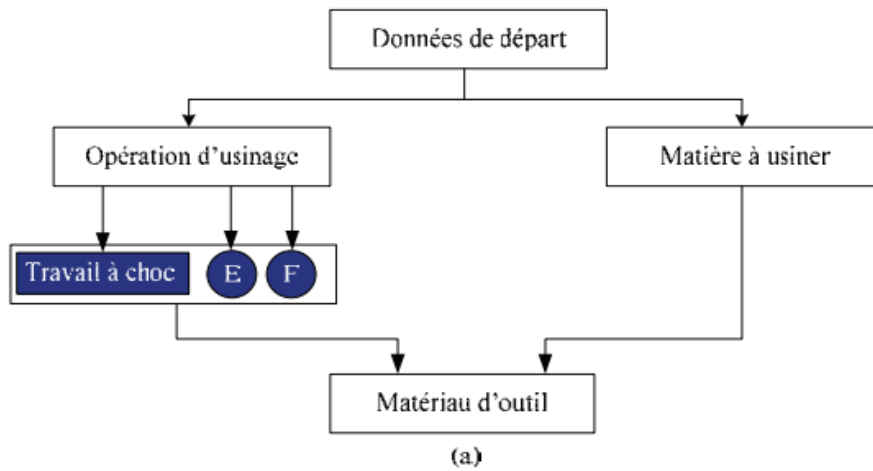 Données de départ
Opération d'usinage
Matière à usiner
Travail à choc
E
F
Matériau d'outil
(a)